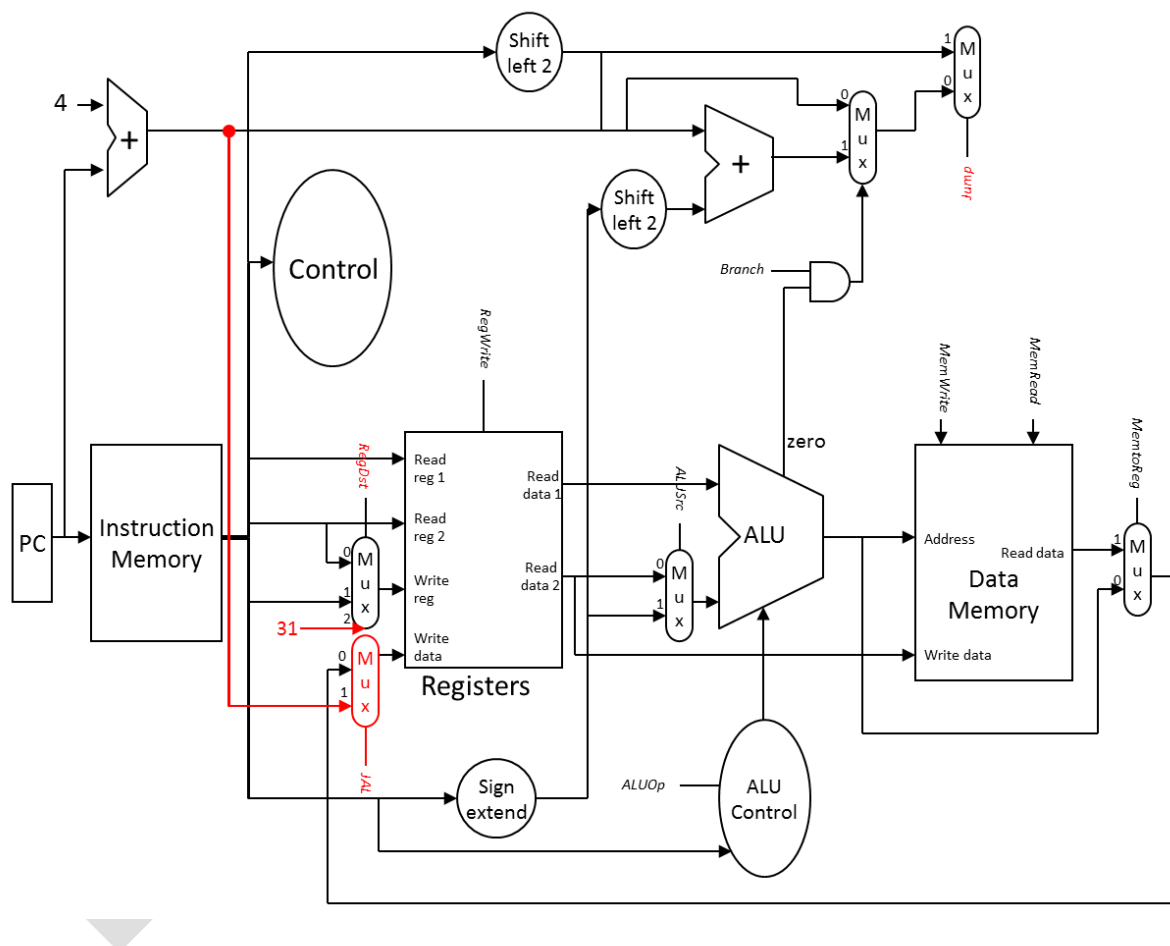 Shift
left 2
1
M
u
x
0
Jump
4
+
0
M
u
x
1
+
Shift
left 2
Control
Branch
RegWrite
MemWrite
MemRead
zero
RegDst
ALUSrc
MemtoReg
PC
Instruction
Memory
Read
reg 1
Read
reg 2
Write
reg
Write
data
Read
data 1
Read
data 2
Registers
0
M
u
x
1
2
31
0
M
u
x
1
JAL
0
M
u
x
1
ALU
Address
Read data
Data
Memory
Write data
1
M
u
x
0
Sign
extend
ALUOp
ALU
Control